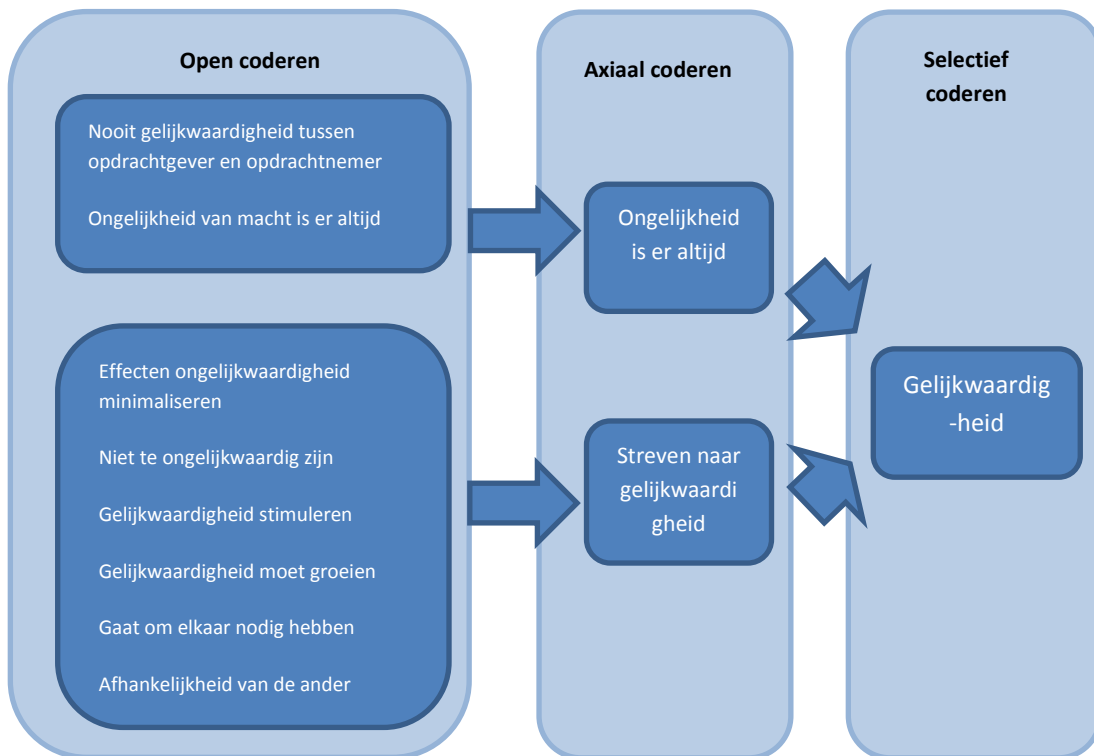 Open coderen
Nooit gelijkwaardigheid tussen
opdrachtgever en opdrachtnemer
Ongelijkheid van macht is er altijd
Effecten ongelijkwaardigheid
minimaliseren
Niet te ongelijkwaardig zijn
Gelijkwaardigheid stimuleren
Gelijkwaardigheid moet groeien
Gaat om elkaar nodig hebben
Afhankelijkheid van de ander
Axiaal coderen
Ongelijkheid
is er altijd
Streven naar
gelijkwaardi
gheid
Selectief
coderen
Gelijkwaardig
-heid